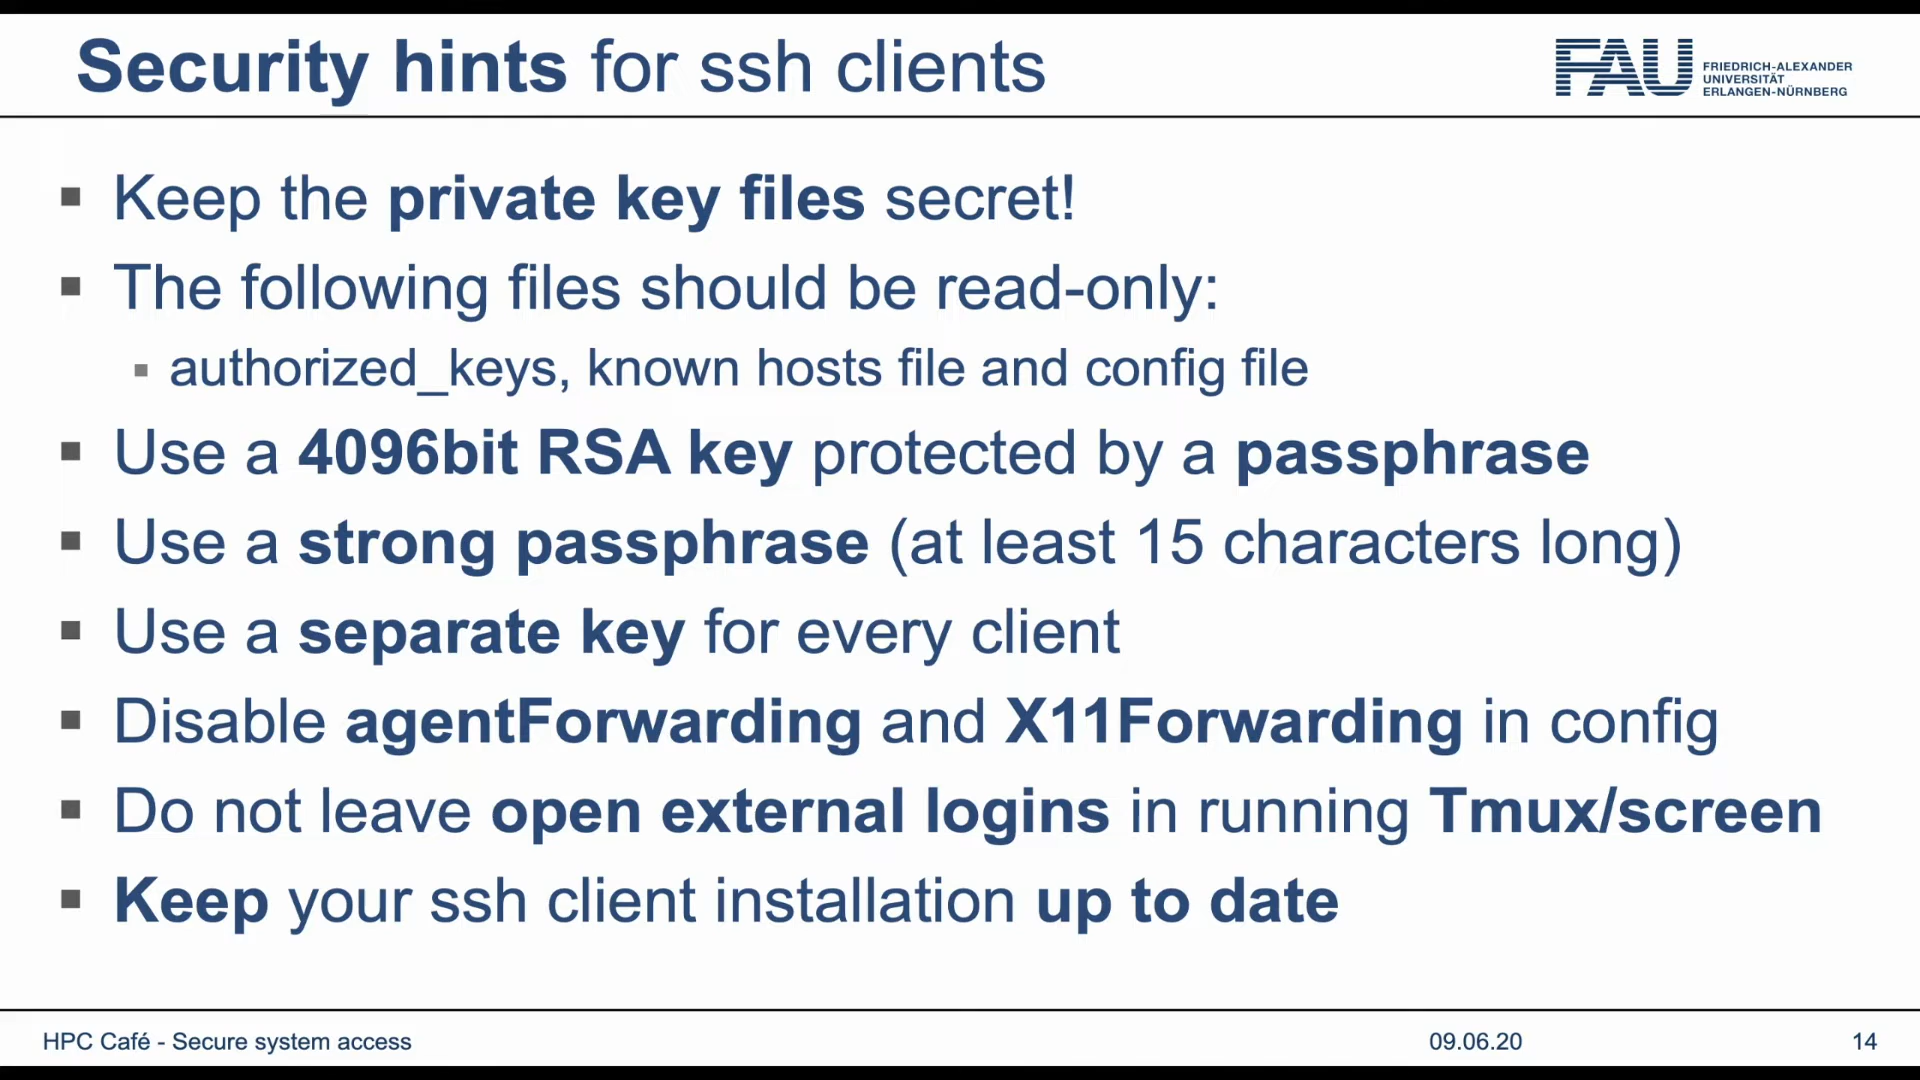 Security hints for ssh clients
FAU
FRIEDRICH-ALEXANDER
UNIVERSITÄT
ERLANGEN-NÜRNBERG
Keep the private key files secret!
The following files should be read-only:
authorized_keys, known hosts file and config file
Use a 4096bit RSA key protected by a passphrase
Use a strong passphrase (at least 15 characters long)
Use a separate key for every client
Disable agentForwarding and X11Forwarding in config
Do not leave open external logins in running Tmux/screen
Keep your ssh client installation up to date
HPC Café - Secure system access
09.06.20
14